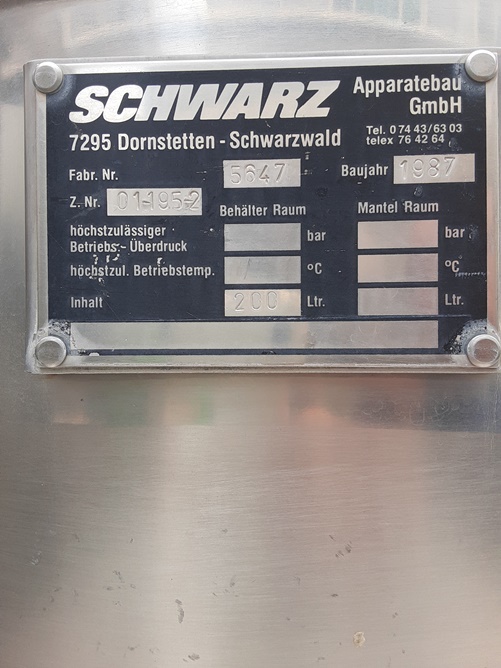 SCHWARZ Apparatebau GmbH
7295 Dornstetten - Schwarzwald Tel. 0 74 43/63 03
telex 76 42 64
Fabr. Nr. 5647 Baujahr 1987
Z. Nr. 01-195-2 Behälter Raum Mantel Raum
höchstzulässiger
Betriebs-Überdruck bar bar
höchstzul. Betriebstemp. / °C °C
Inhalt 200 Ltr. Ltr.